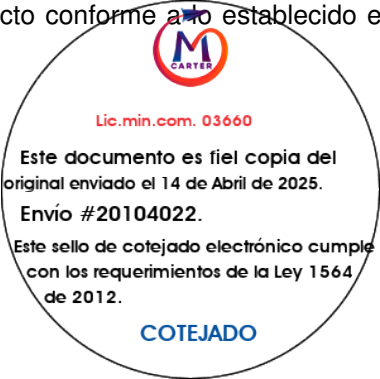 cto conforme a lo establecido e
M
CARTER
Lic.min.com. 03660
Este documento es fiel copia del
original enviado el 14 de Abril de 2025.
Envío #20104022.
Este sello de cotejado electrónico cumple
con los requerimientos de la Ley 1564
de 2012.
COTEJADO